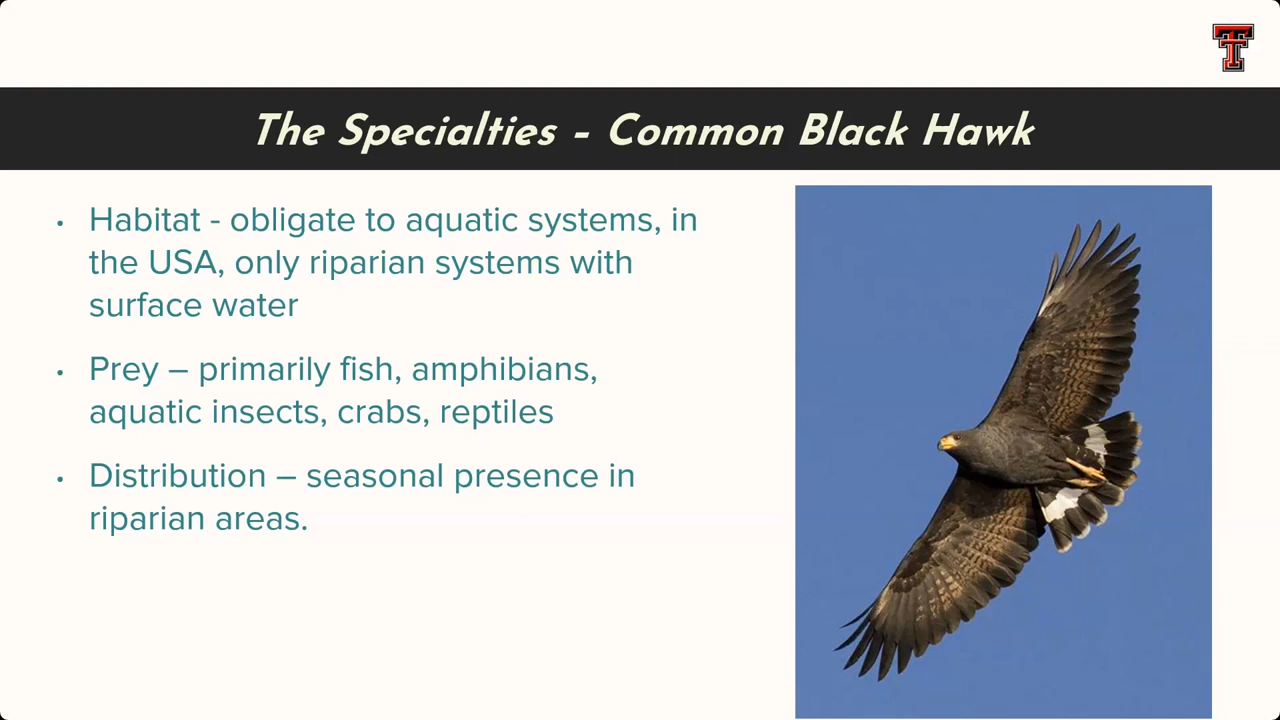 The Specialties - Common Black Hawk
• Habitat - obligate to aquatic systems, in
the USA, only riparian systems with
surface water
• Prey – primarily fish, amphibians,
aquatic insects, crabs, reptiles
• Distribution – seasonal presence in
riparian areas.